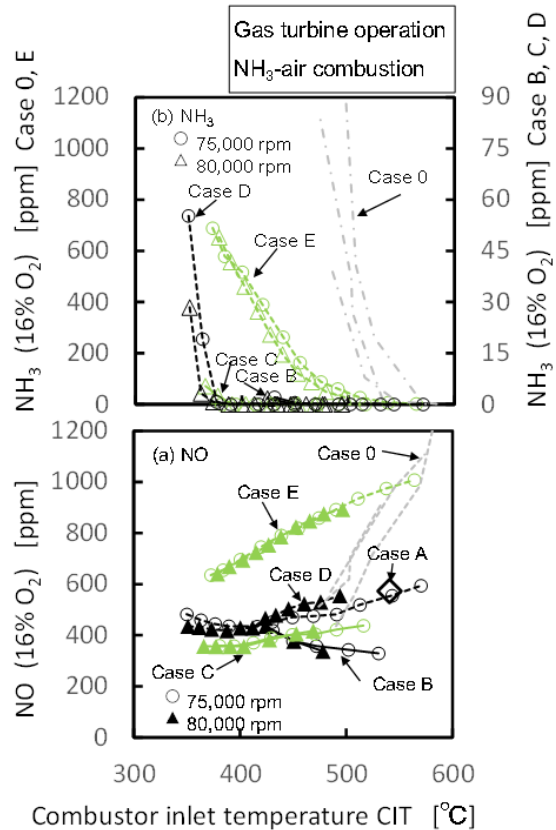 Gas turbine operation
NH₃-air combustion
NH₃ (16% O₂) [ppm] Case 0, E
1200
1000
800
600
400
200
0
(b) NH₃
75,000 rpm
80,000 rpm
Case D
Case E
Case C
Case B
Case 0
90
75
60
45
30
15
0
NH₃ (16% O₂) [ppm] Case B, C, D
NO (16% O₂) [ppm]
1200
1000
800
600
400
200
0
(a) NO
Case 0
Case E
Case A
Case D
Case C
Case B
75,000 rpm
80,000 rpm
300
400
500
600
Combustor inlet temperature CIT [°C]